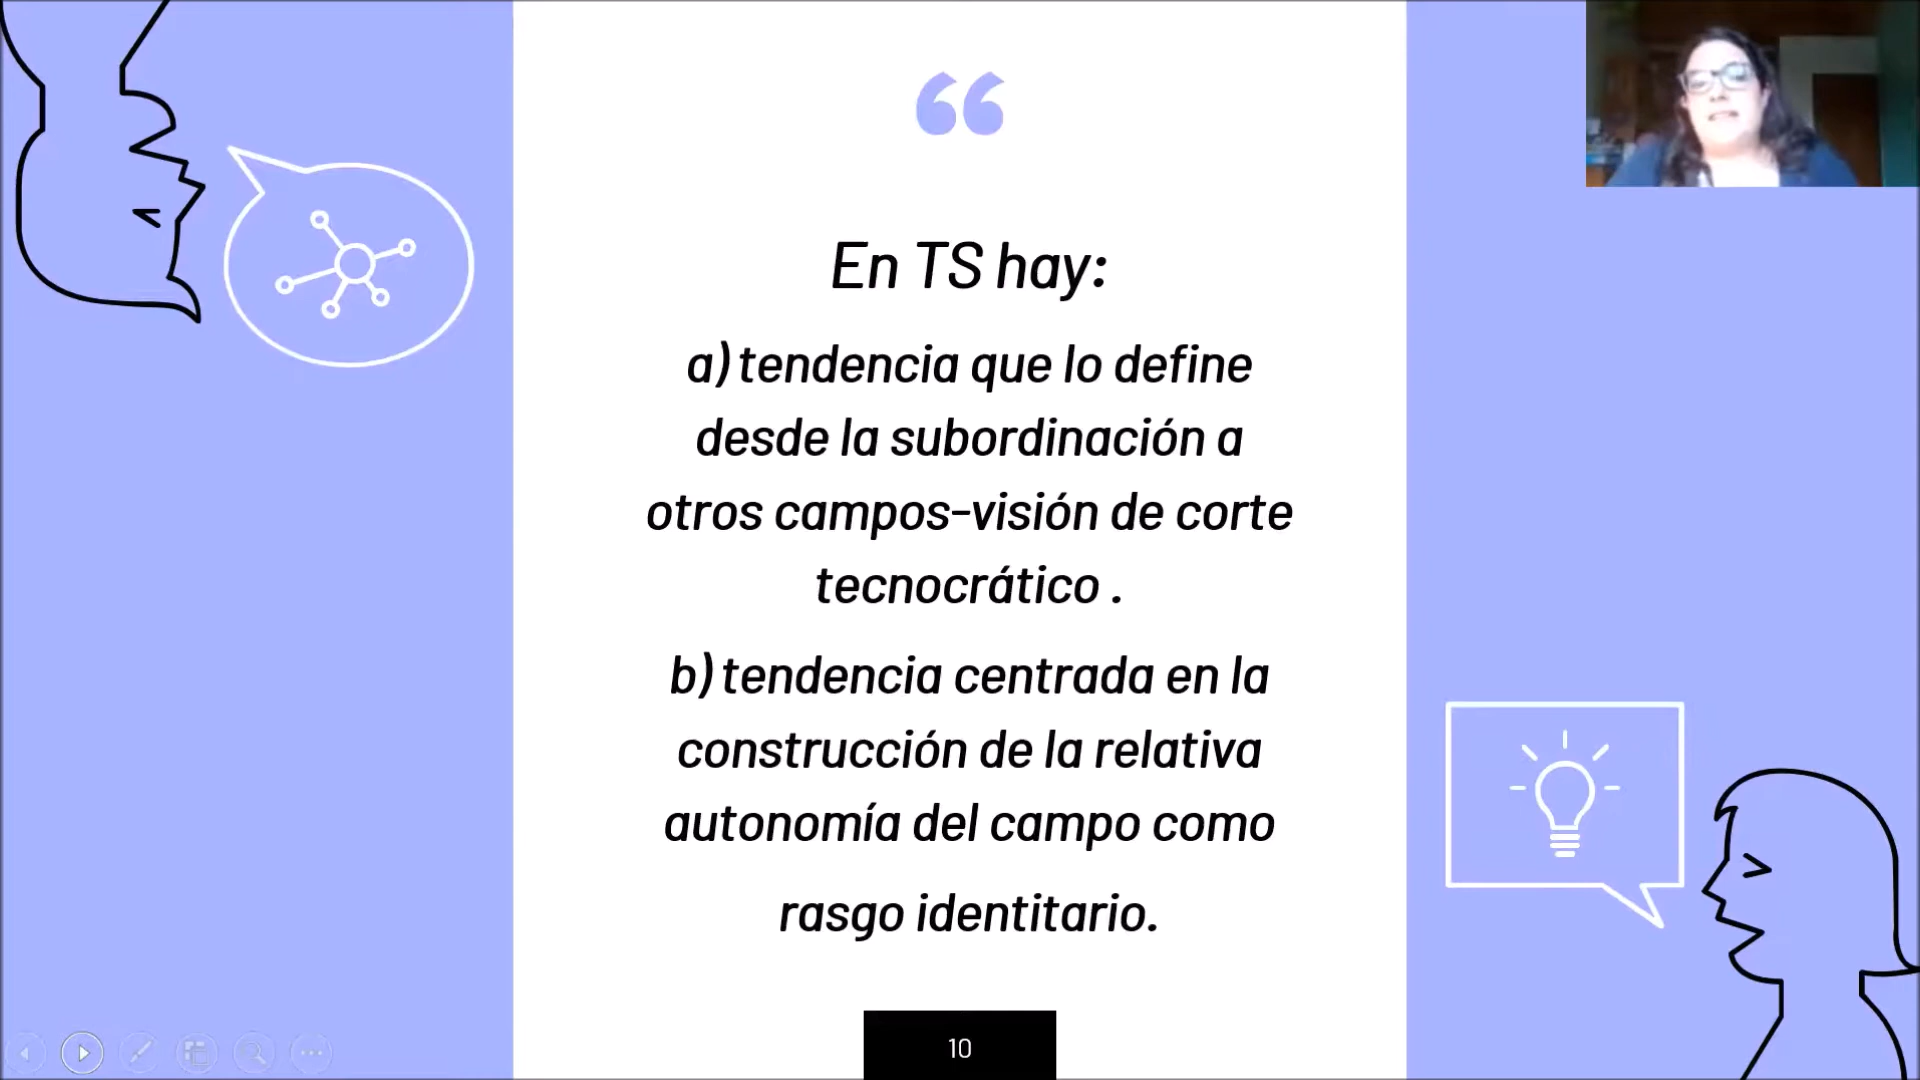 “
En TS hay:
a) tendencia que lo define
desde la subordinación a
otros campos-visión de corte
tecnocrático .
b) tendencia centrada en la
construcción de la relativa
autonomía del campo como
rasgo identitario.
10